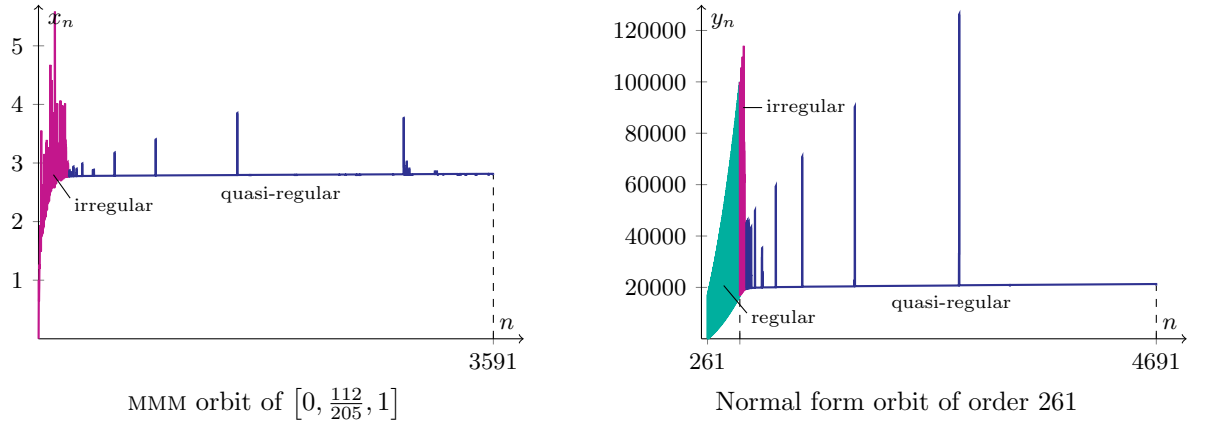 x_n
5
4
3
2
1
irregular
quasi-regular
n
3591
MMM orbit of [0, 112/205, 1]
y_n
120000
100000
80000
60000
40000
20000
irregular
quasi-regular
regular
n
261
4691
Normal form orbit of order 261